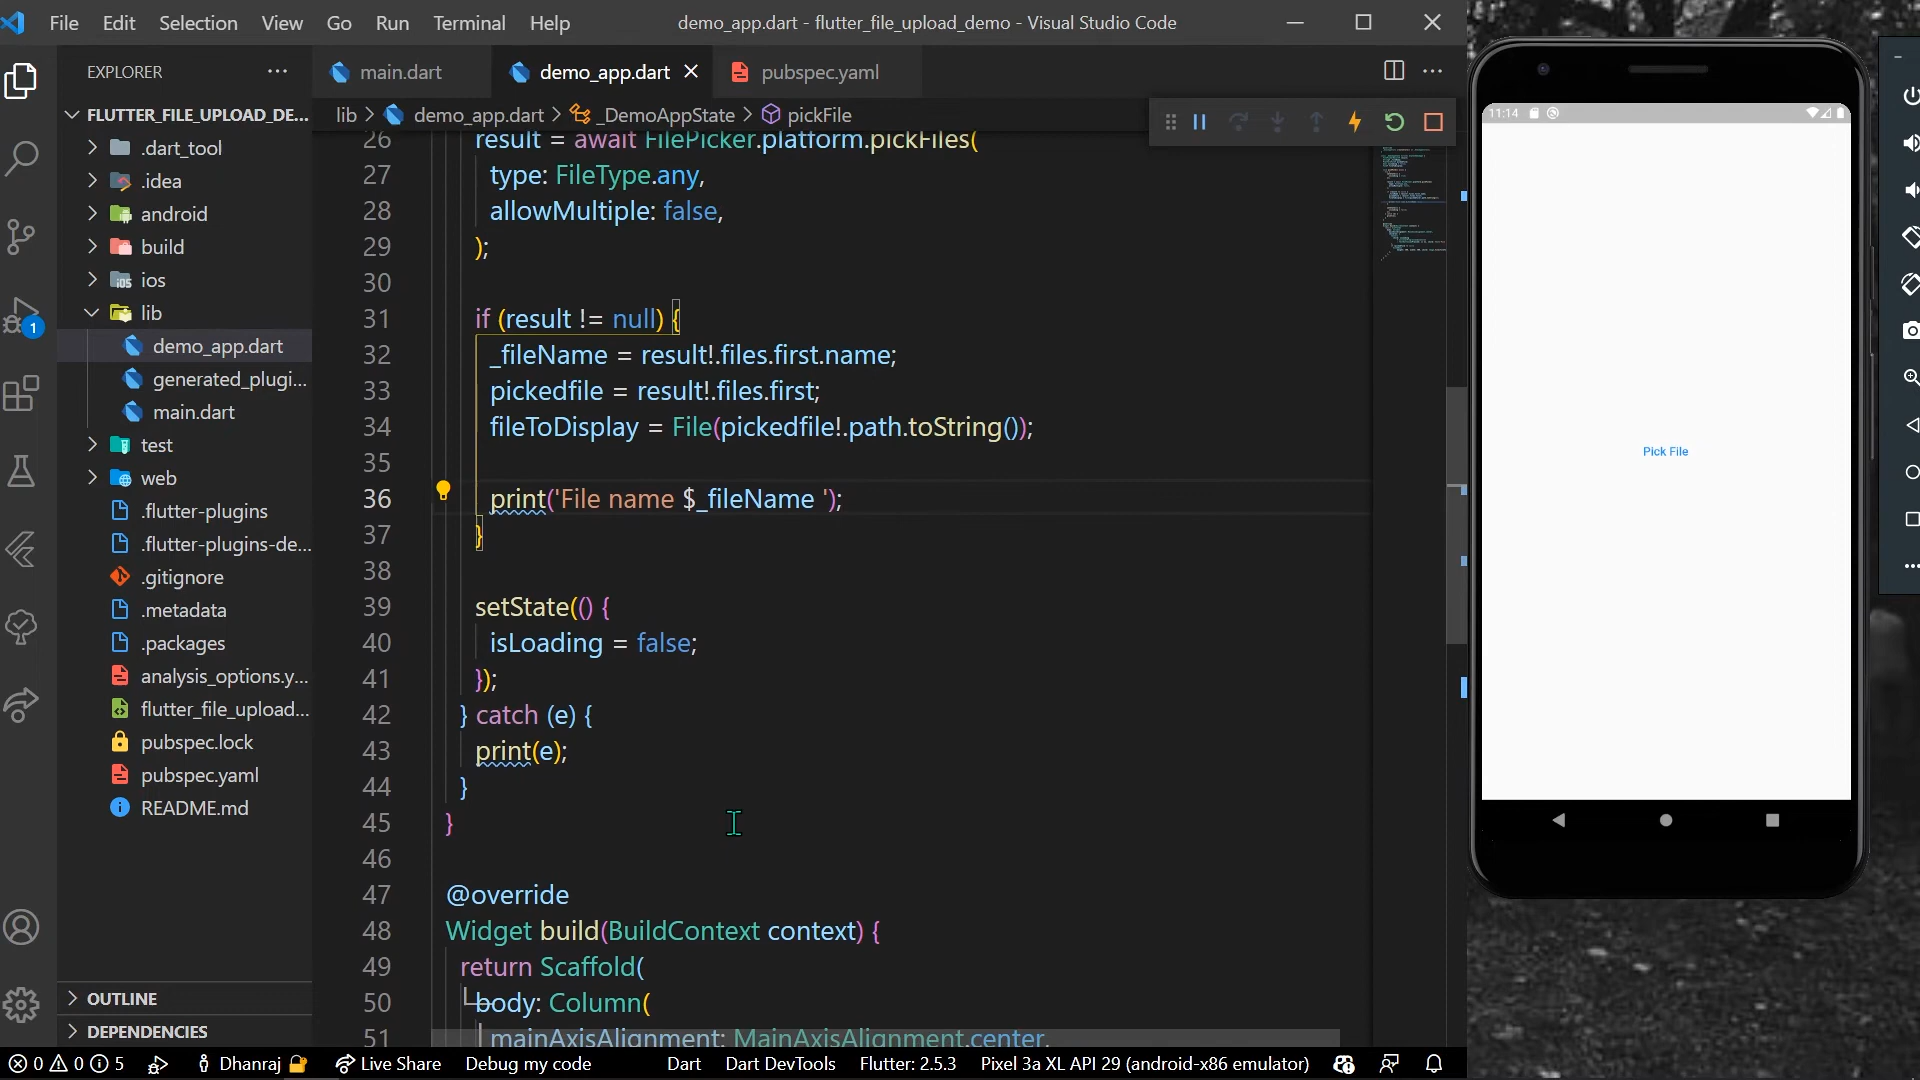 File Edit Selection View Go Run Terminal Help demo_app.dart - flutter_file_upload_demo - Visual Studio Code
EXPLORER
main.dart demo_app.dart pubspec.yaml
FLUTTER_FILE_UPLOAD_DE...
lib > demo_app.dart > _DemoAppState > pickFile
.dart_tool
.idea
android
build
ios
lib
demo_app.dart
generated_plugi...
main.dart
test
web
.flutter-plugins
.flutter-plugins-de...
.gitignore
.metadata
.packages
analysis_options.y...
flutter_file_upload...
pubspec.lock
pubspec.yaml
README.md
OUTLINE
DEPENDENCIES
26 result = await FilePicker.platform.pickFiles(
27 type: FileType.any,
28 allowMultiple: false,
29 );
30
31 if (result != null) {
32 _fileName = result!.files.first.name;
33 pickedfile = result!.files.first;
34 fileToDisplay = File(pickedfile!.path.toString());
35
36 print('File name $_fileName ');
37 }
38
39 setState(() {
40 isLoading = false;
41 });
42 } catch (e) {
43 print(e);
44 }
45 }
46
47 @override
48 Widget build(BuildContext context) {
49 return Scaffold(
50 body: Column(
51 mainAxisAlignment: MainAxisAlignment.center,
11:14
Pick File
1
0 0 5 Dhanraj Live Share Debug my code Dart Dart DevTools Flutter: 2.5.3 Pixel 3a XL API 29 (android-x86 emulator)